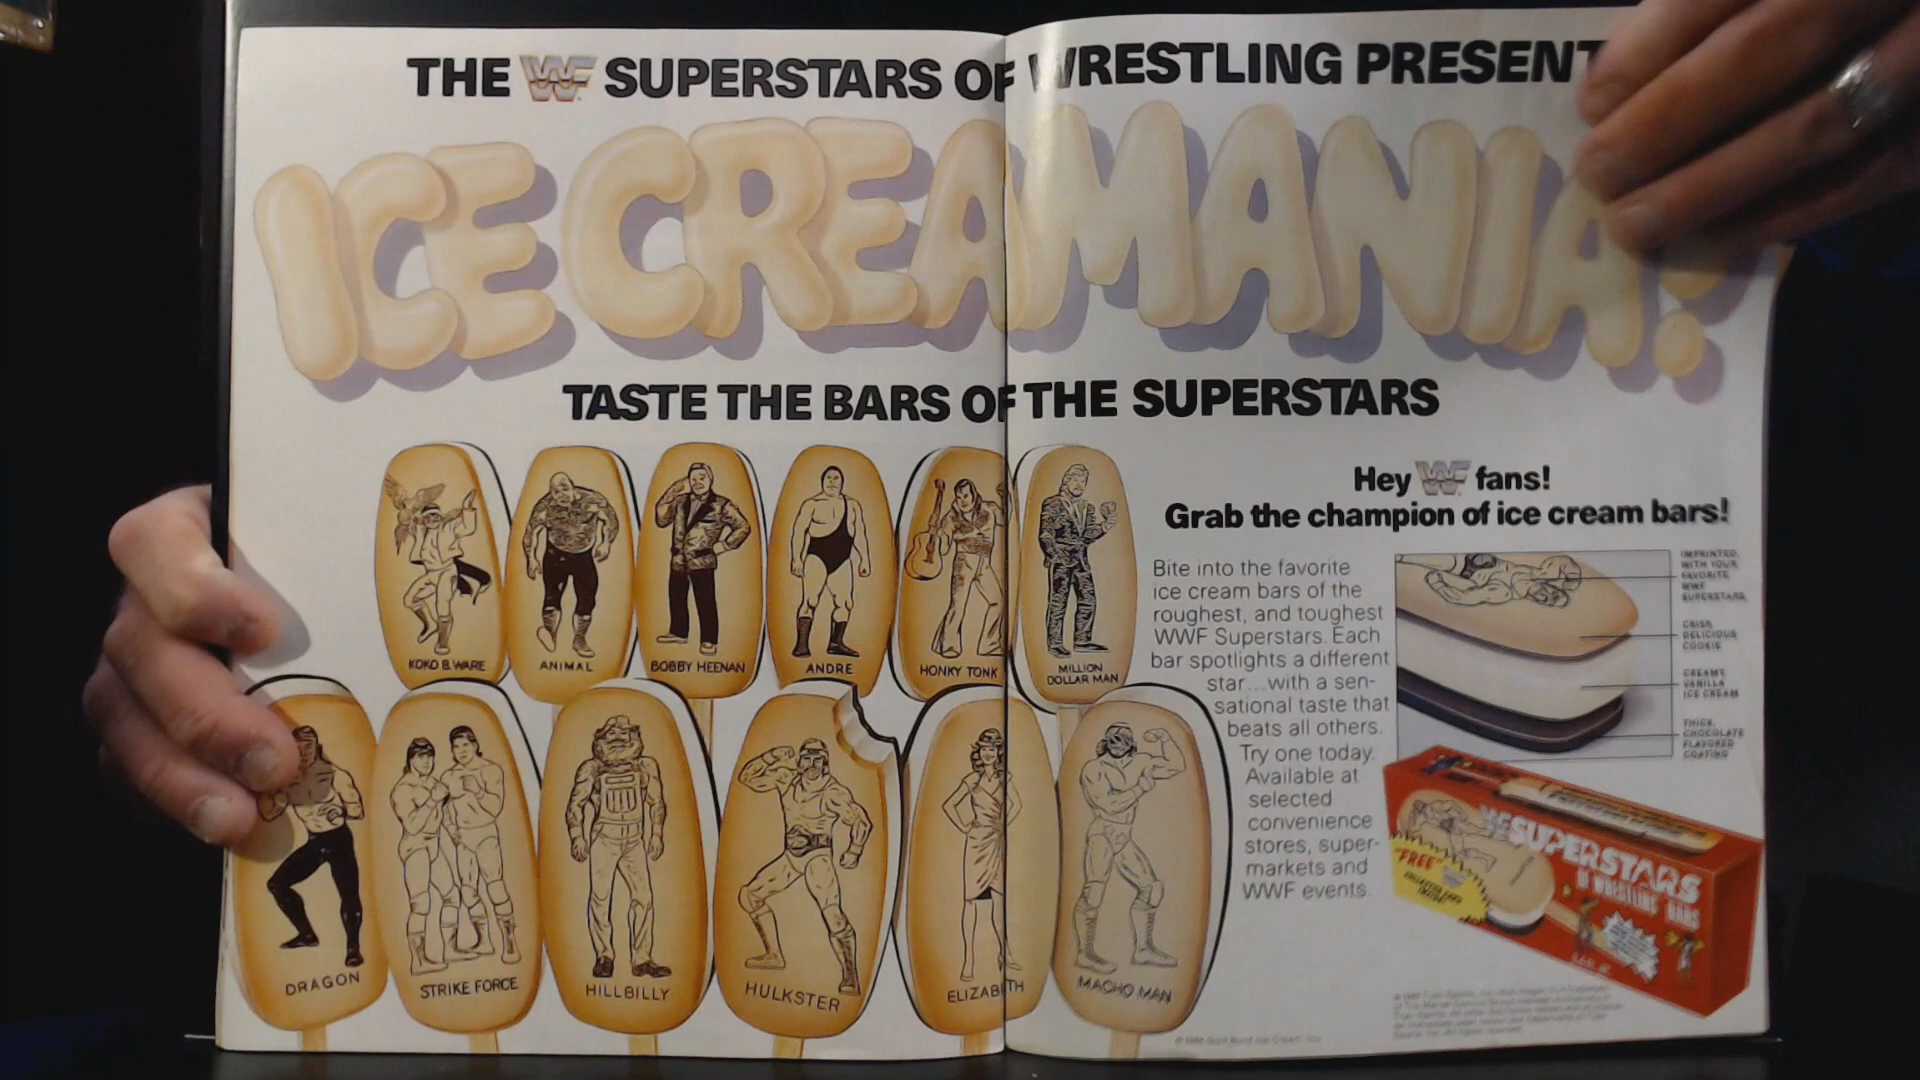 THE WF SUPERSTARS OF WRESTLING PRESENT
ICE CREAMANIA!
TASTE THE BARS OF THE SUPERSTARS
KOKO B. WARE
ANIMAL
BOBBY HEENAN
ANDRE
HONKY TONK
MILLION
DOLLAR MAN
DRAGON
STRIKE FORCE
HILLBILLY
HULKSTER
ELIZABETH
MACHO MAN
Hey WF fans!
Grab the champion of ice cream bars!
Bite into the favorite
ice cream bars of the
roughest, and toughest
WWF Superstars. Each
bar spotlights a different
star...with a sen-
sational taste that
beats all others.
Try one today.
Available at
selected
convenience
stores, super-
markets and
WWF events.
IMPRINTED
WITH YOUR
FAVORITE
WWF
SUPERSTARS
CRISP
DELICIOUS
COOKIE
CREAMY
VANILLA
ICE CREAM
THICK
CHOCOLATE
FLAVORED
COATING
WF SUPERSTARS
OF WRESTLING BARS
"FREE"